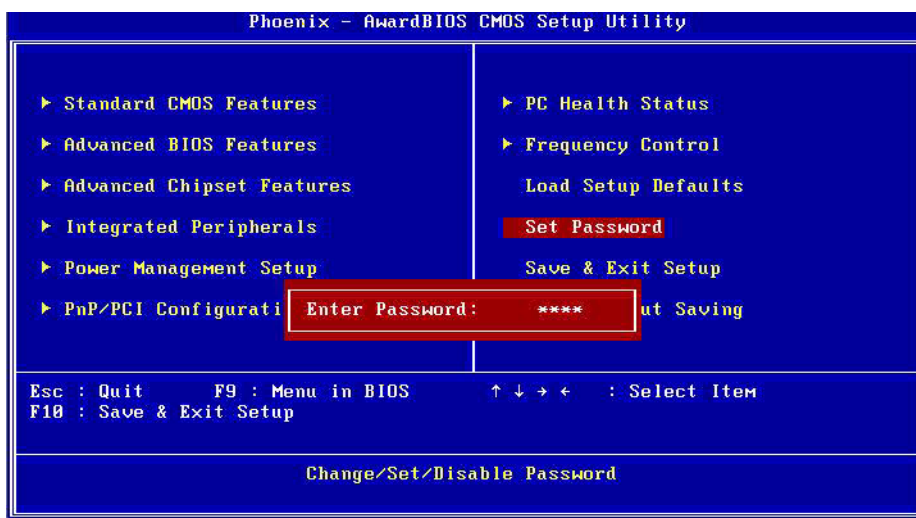 Phoenix - AwardBIOS CMOS Setup Utility
Standard CMOS Features
Advanced BIOS Features
Advanced Chipset Features
Integrated Peripherals
Power Management Setup
PnP/PCI Configurati
PC Health Status
Frequency Control
Load Setup Defaults
Set Password
Save & Exit Setup
ut Saving
Enter Password: ****
Esc : Quit F9 : Menu in BIOS ↑ ↓ → ← : Select Item
F10 : Save & Exit Setup
Change/Set/Disable Password